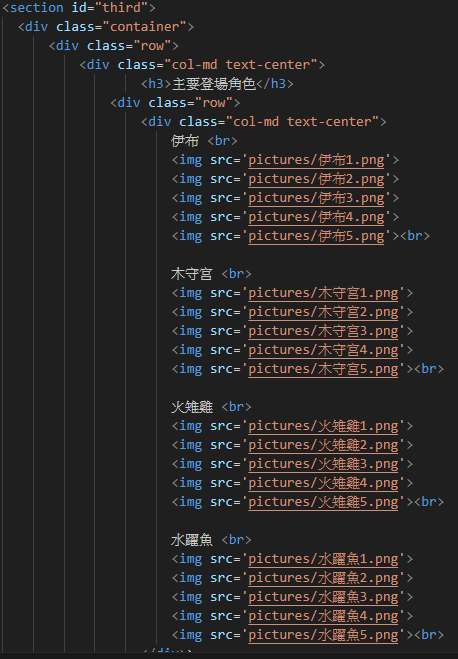 <section id="third">
<div class="container">
<div class="row">
<div class="col-md text-center">
<h3>主要登場角色</h3>
<div class="row">
<div class="col-md text-center">
伊布 <br>
<img src='pictures/伊布1.png'>
<img src='pictures/伊布2.png'>
<img src='pictures/伊布3.png'>
<img src='pictures/伊布4.png'>
<img src='pictures/伊布5.png'><br>
木守宮 <br>
<img src='pictures/木守宮1.png'>
<img src='pictures/木守宮2.png'>
<img src='pictures/木守宮3.png'>
<img src='pictures/木守宮4.png'>
<img src='pictures/木守宮5.png'><br>
火雉雞 <br>
<img src='pictures/火雉雞1.png'>
<img src='pictures/火雉雞2.png'>
<img src='pictures/火雉雞3.png'>
<img src='pictures/火雉雞4.png'>
<img src='pictures/火雉雞5.png'><br>
水躍魚 <br>
<img src='pictures/水躍魚1.png'>
<img src='pictures/水躍魚2.png'>
<img src='pictures/水躍魚3.png'>
<img src='pictures/水躍魚4.png'>
<img src='pictures/水躍魚5.png'><br>